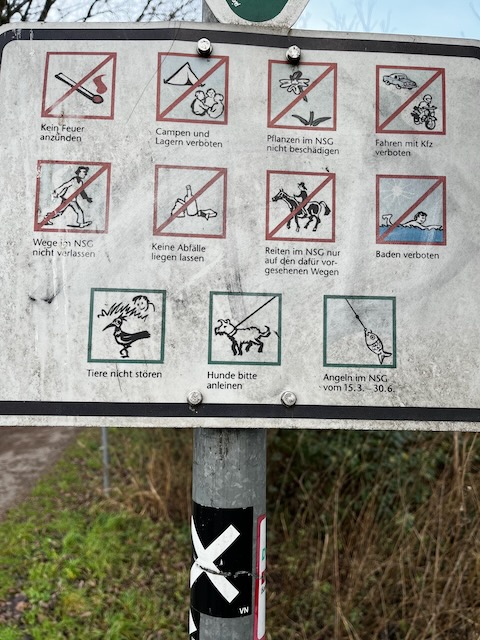 Kein Feuer
anzünden
Campen und
Lagern verboten
Pflanzen im NSG
nicht beschädigen
Fahren mit Kfz
verboten
Wege im NSG
nicht verlassen
Keine Abfälle
liegen lassen
Reiten im NSG nur
auf den dafür vor-
gesehenen Wegen
Baden verboten
Tiere nicht stören
Hunde bitte
anleinen
Angeln im NSG
vom 15.3. – 30.6.
X
VN